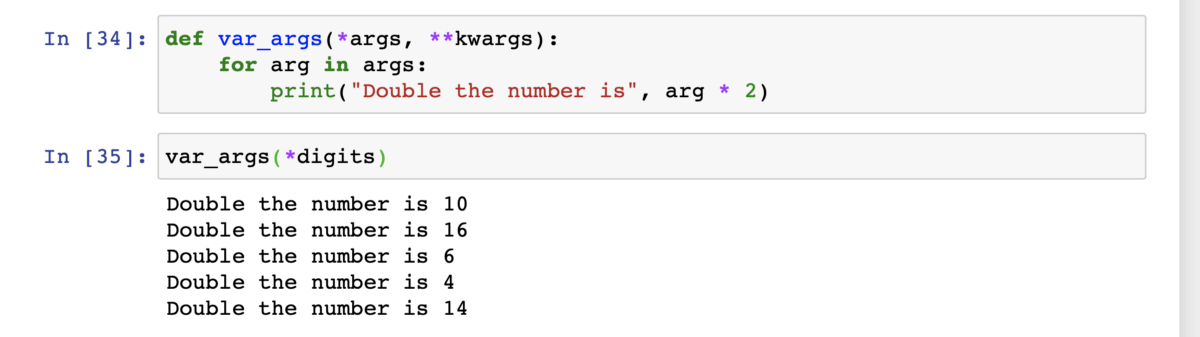 In [34]: def var_args(*args, **kwargs):
    for arg in args:
        print("Double the number is", arg * 2)
In [35]: var_args(*digits)
Double the number is 10
Double the number is 16
Double the number is 6
Double the number is 4
Double the number is 14